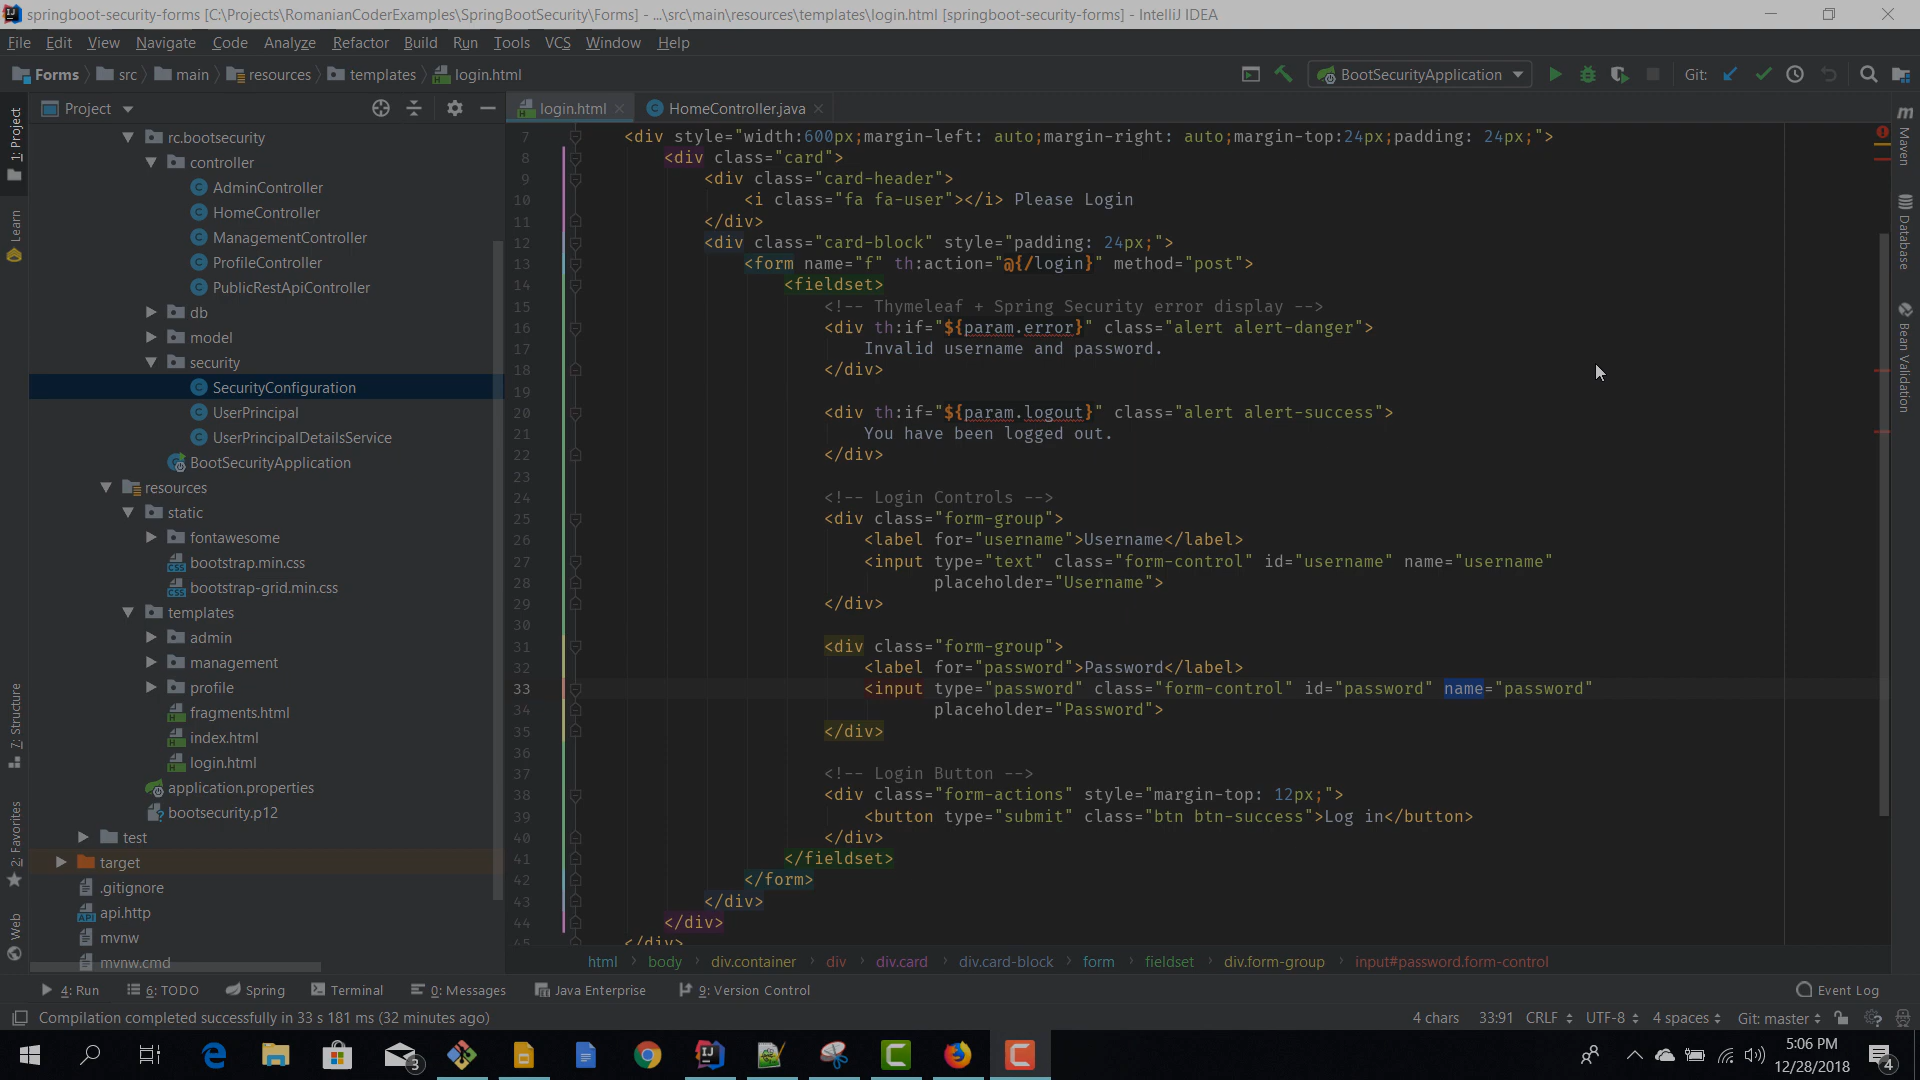 springboot-security-forms [C:\Projects\RomanianCoderExamples\SpringBootSecurity\Forms] - ...\src\main\resources\templates\login.html [springboot-security-forms] - IntelliJ IDEA
File Edit View Navigate Code Analyze Refactor Build Run Tools VCS Window Help
Forms src main resources templates login.html BootSecurityApplication Git:
Project login.html HomeController.java
1: Project
Learn
7: Structure
2: Favorites
Web
rc.bootsecurity
controller
AdminController
HomeController
ManagementController
ProfileController
PublicRestApiController
db
model
security
SecurityConfiguration
UserPrincipal
UserPrincipalDetailsService
BootSecurityApplication
resources
static
fontawesome
bootstrap.min.css
bootstrap-grid.min.css
templates
admin
management
profile
fragments.html
index.html
login.html
application.properties
bootsecurity.p12
test
target
.gitignore
api.http
mvnw
mvnw.cmd
7 <div style="width:600px;margin-left: auto;margin-right: auto;margin-top:24px;padding: 24px;">
8 <div class="card">
9 <div class="card-header">
10 <i class="fa fa-user"></i> Please Login
11 </div>
12 <div class="card-block" style="padding: 24px;">
13 <form name="f" th:action="@{/login}" method="post">
14 <fieldset>
15 <!-- Thymeleaf + Spring Security error display -->
16 <div th:if="${param.error}" class="alert alert-danger">
17 Invalid username and password.
18 </div>
19
20 <div th:if="${param.logout}" class="alert alert-success">
21 You have been logged out.
22 </div>
23
24 <!-- Login Controls -->
25 <div class="form-group">
26 <label for="username">Username</label>
27 <input type="text" class="form-control" id="username" name="username"
28 placeholder="Username">
29 </div>
30
31 <div class="form-group">
32 <label for="password">Password</label>
33 <input type="password" class="form-control" id="password" name="password"
34 placeholder="Password">
35 </div>
36
37 <!-- Login Button -->
38 <div class="form-actions" style="margin-top: 12px;">
39 <button type="submit" class="btn btn-success">Log in</button>
40 </div>
41 </fieldset>
42 </form>
43 </div>
44 </div>
45 </div>
Maven
Database
Bean Validation
html body div.container div div.card div.card-block form fieldset div.form-group input#password.form-control
4: Run 6: TODO Spring Terminal 0: Messages Java Enterprise 9: Version Control Event Log
Compilation completed successfully in 33 s 181 ms (32 minutes ago) 4 chars 33:91 CRLF UTF-8 4 spaces Git: master
3
5:06 PM
12/28/2018
4